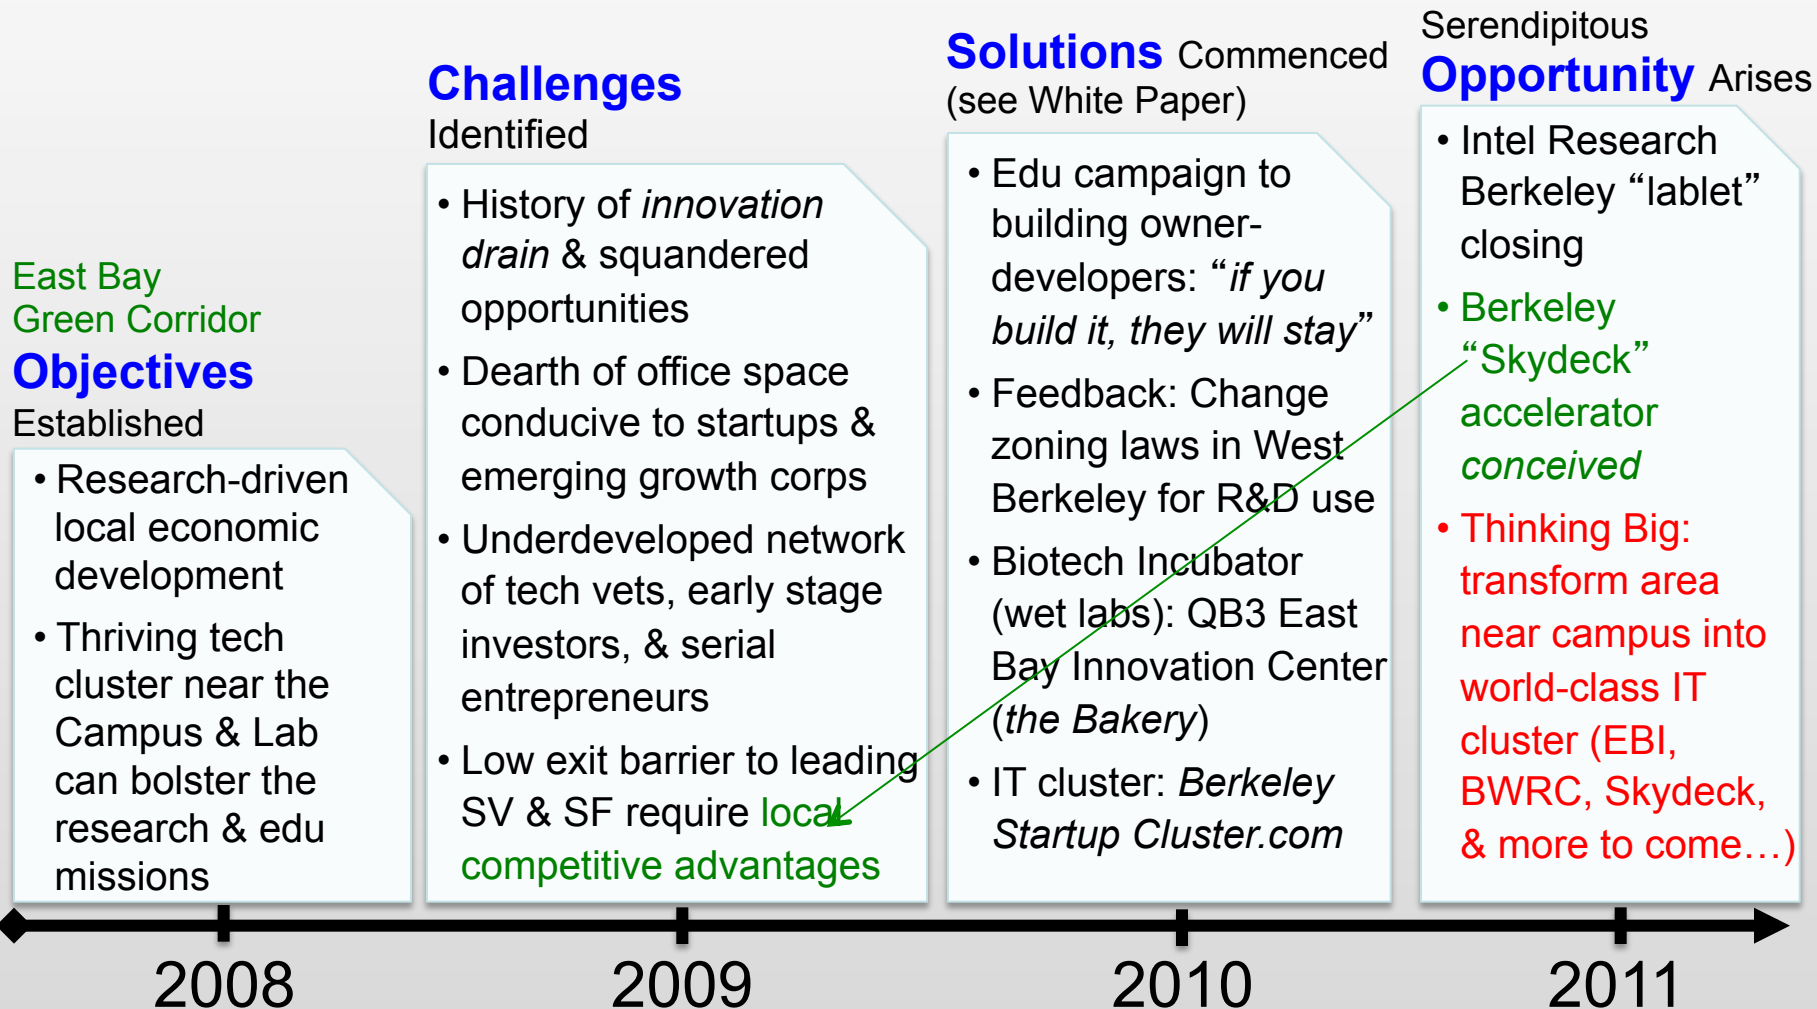 East Bay
Green Corridor
Objectives
Established
• Research-driven
local economic
development
• Thriving tech
cluster near the
Campus & Lab
can bolster the
research & edu
missions
2008
Challenges
Identified
• History of innovation
drain & squandered
opportunities
• Dearth of office space
conducive to startups &
emerging growth corps
• Underdeveloped network
of tech vets, early stage
investors, & serial
entrepreneurs
• Low exit barrier to leading
SV & SF require local
competitive advantages
2009
Solutions Commenced
(see White Paper)
• Edu campaign to
building owner-
developers: “if you
build it, they will stay”
• Feedback: Change
zoning laws in West
Berkeley for R&D use
• Biotech Incubator
(wet labs): QB3 East
Bay Innovation Center
(the Bakery)
• IT cluster: Berkeley
Startup Cluster.com
2010
Serendipitous
Opportunity Arises
• Intel Research
Berkeley “lablet”
closing
• Berkeley
“Skydeck”
accelerator
conceived
• Thinking Big:
transform area
near campus into
world-class IT
cluster (EBI,
BWRC, Skydeck,
& more to come…)
2011